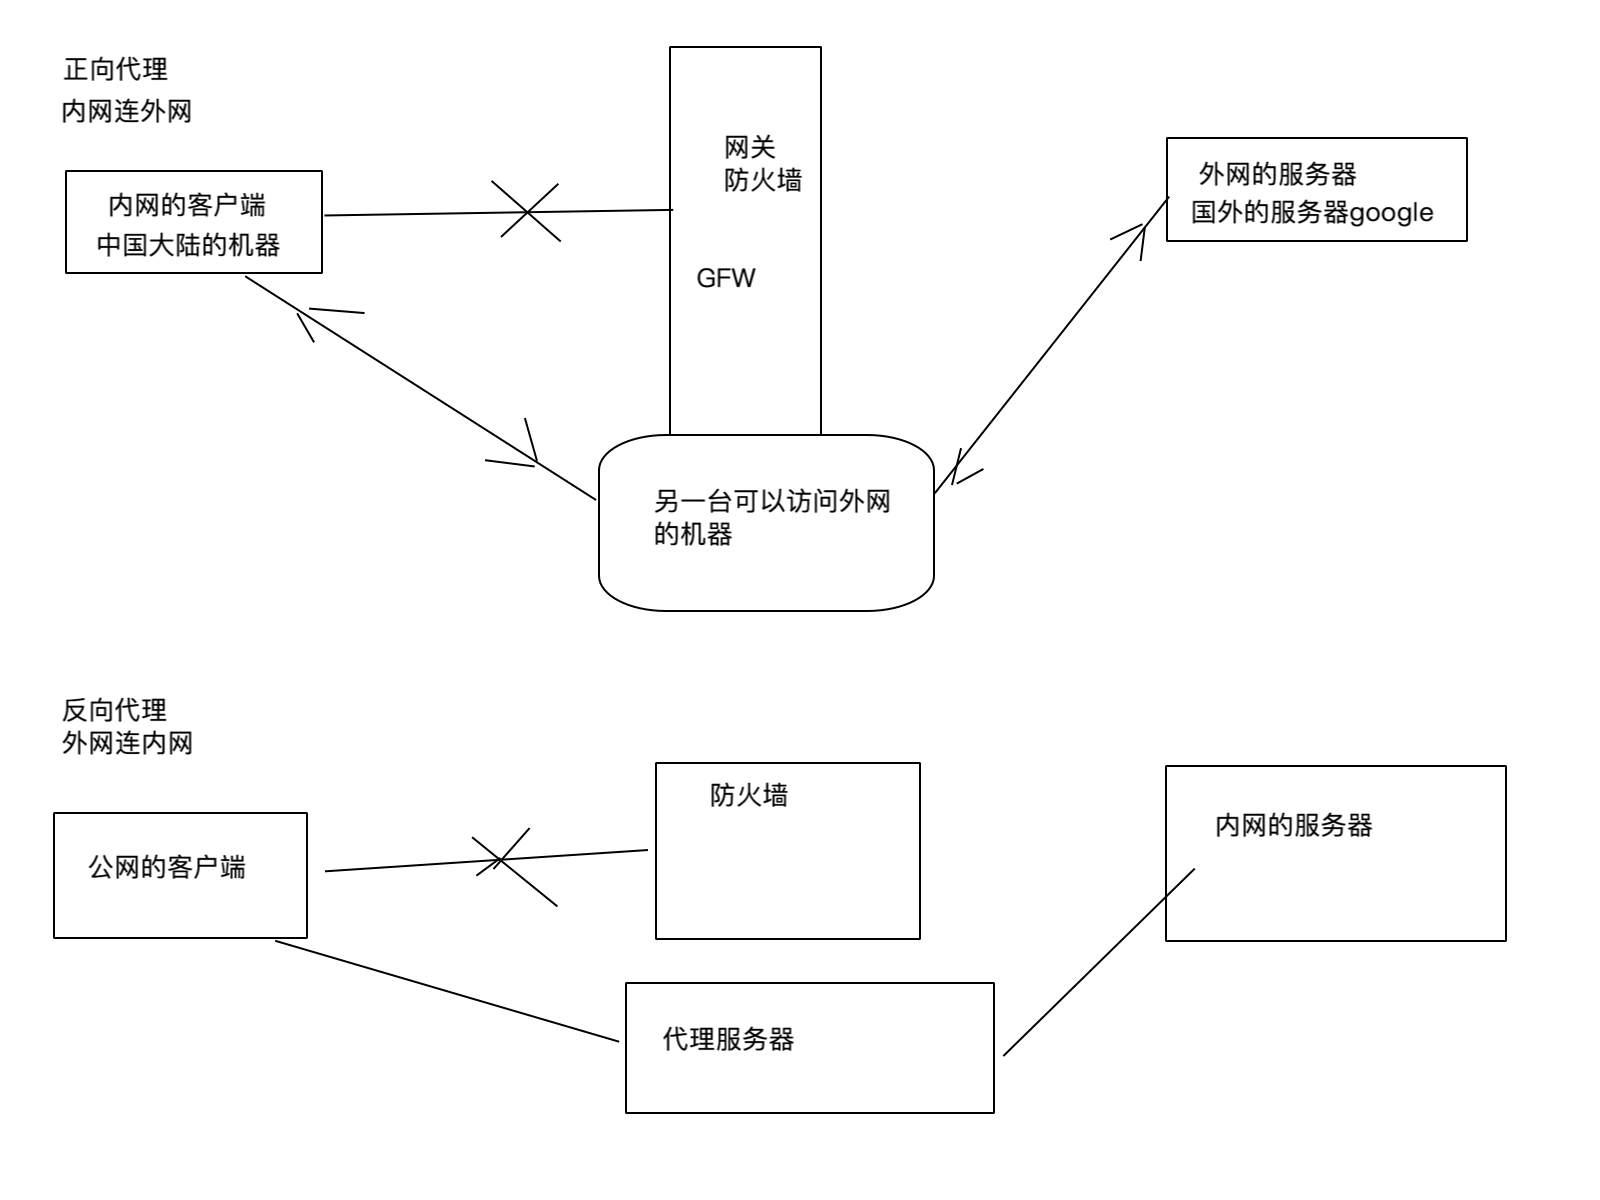 正向代理
内网连外网
内网的客户端
中国大陆的机器
网关
防火墙
GFW
外网的服务器
国外的服务器google
另一台可以访问外网
的机器
反向代理
外网连内网
公网的客户端
防火墙
内网的服务器
代理服务器